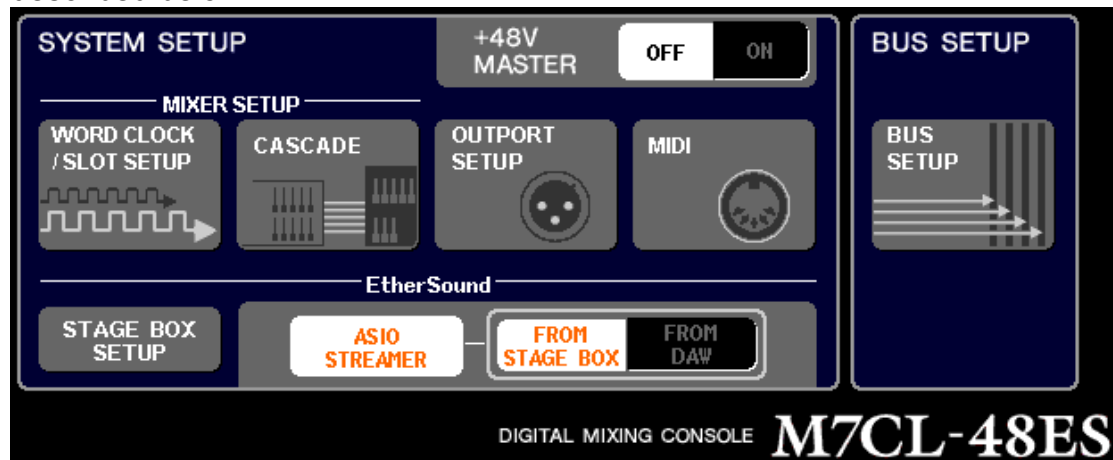 SYSTEM SETUP
+48V
MASTER
OFF
ON
BUS SETUP
MIXER SETUP
WORD CLOCK
/ SLOT SETUP
CASCADE
OUTPORT
SETUP
MIDI
BUS
SETUP
EtherSound
STAGE BOX
SETUP
ASIO
STREAMER
FROM
STAGE BOX
FROM
DAW
DIGITAL MIXING CONSOLE M7CL-48ES